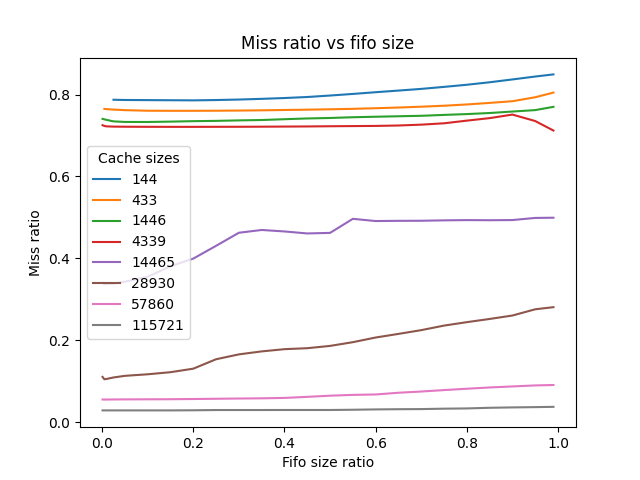 Miss ratio vs fifo size
Miss ratio
0.8
0.6
0.4
0.2
0.0
Cache sizes
144
433
1446
4339
14465
28930
57860
115721
0.0 0.2 0.4 0.6 0.8 1.0
Fifo size ratio